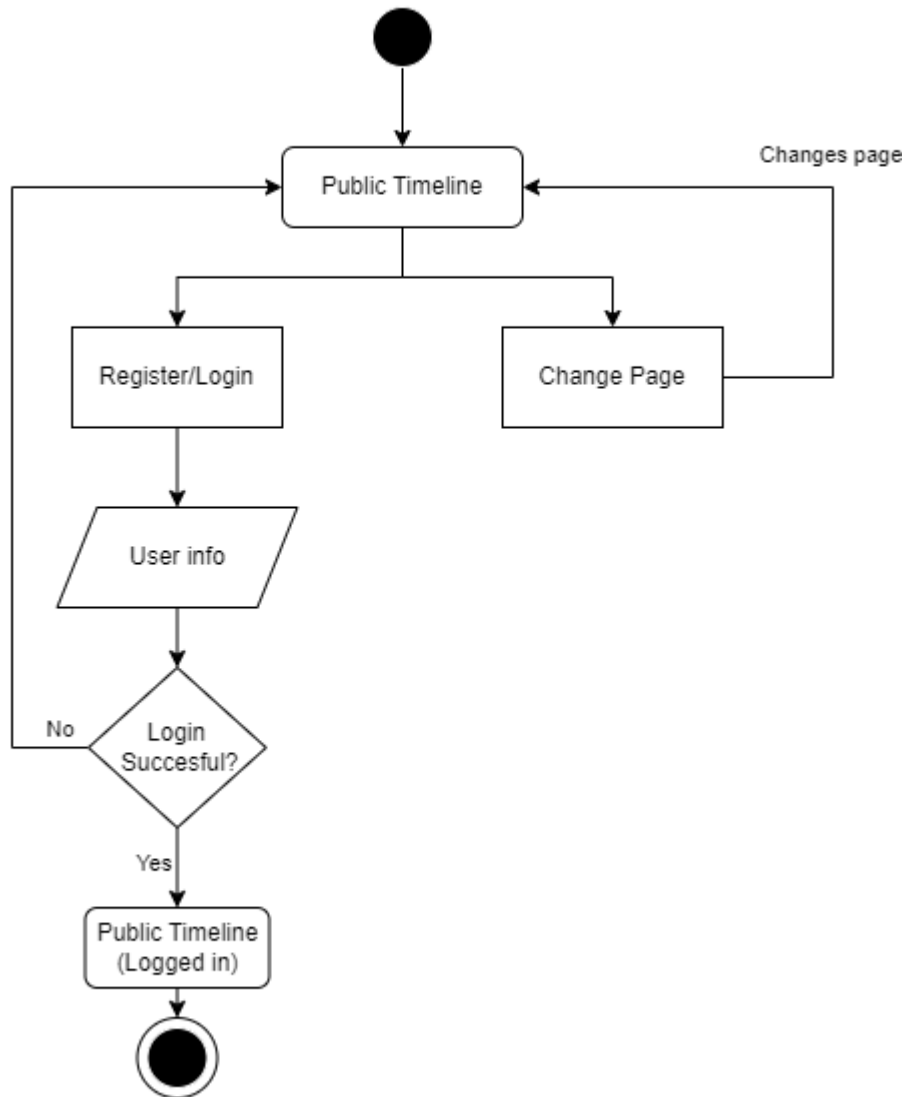 Changes page
Public Timeline
Register/Login
Change Page
User info
No
Login
Succesful?
Yes
Public Timeline
(Logged in)